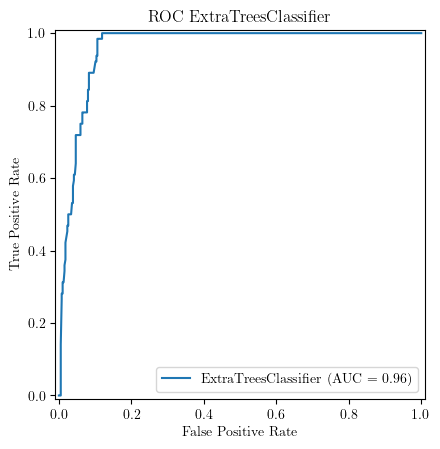 ROC ExtraTreesClassifier
True Positive Rate
1.0
0.8
0.6
0.4
0.2
0.0
ExtraTreesClassifier (AUC = 0.96)
0.0 0.2 0.4 0.6 0.8 1.0
False Positive Rate